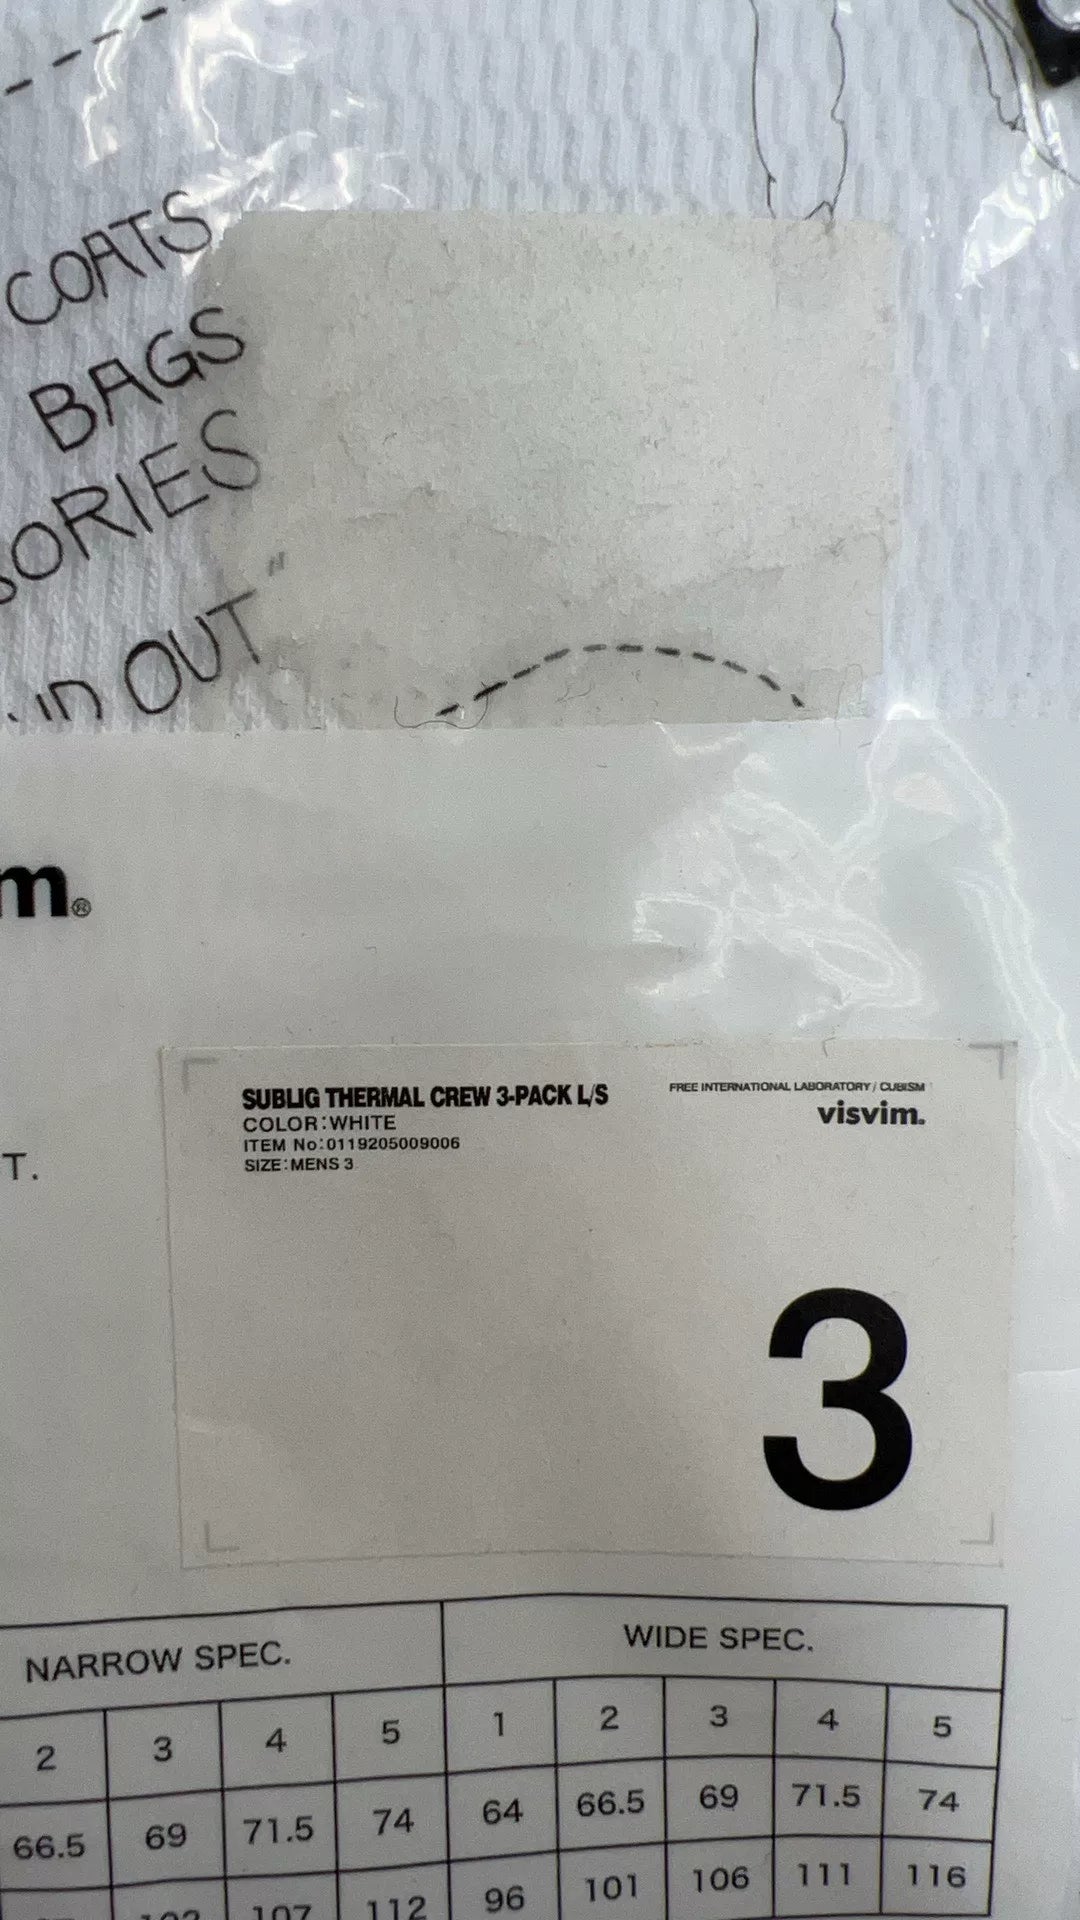 COATS
BAGS
SORIES
. in OUT "
m®
T.
SUBLIG THERMAL CREW 3-PACK L/S
COLOR:WHITE
ITEM No:0119205009006
SIZE:MENS 3
FREE INTERNATIONAL LABORATORY / CUBISM
visvim.
3
NARROW SPEC. WIDE SPEC.
2 3 4 5 1 2 3 4 5
66.5 69 71.5 74 64 66.5 69 71.5 74
102 107 112 96 101 106 111 116